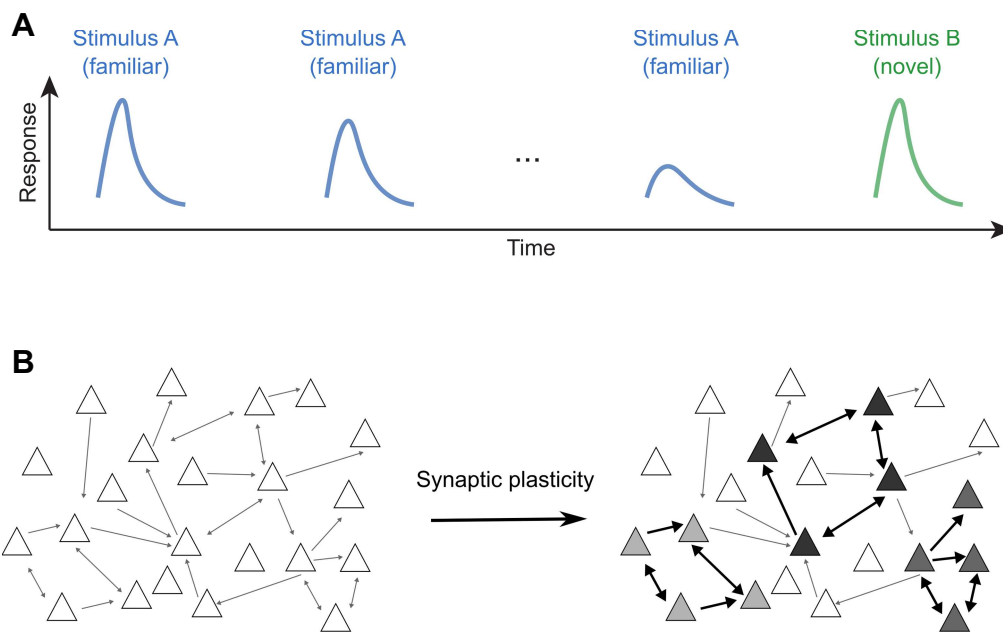 A
Stimulus A
(familiar)
Stimulus A
(familiar)
...
Stimulus A
(familiar)
Stimulus B
(novel)
Response
Time
B
Synaptic plasticity